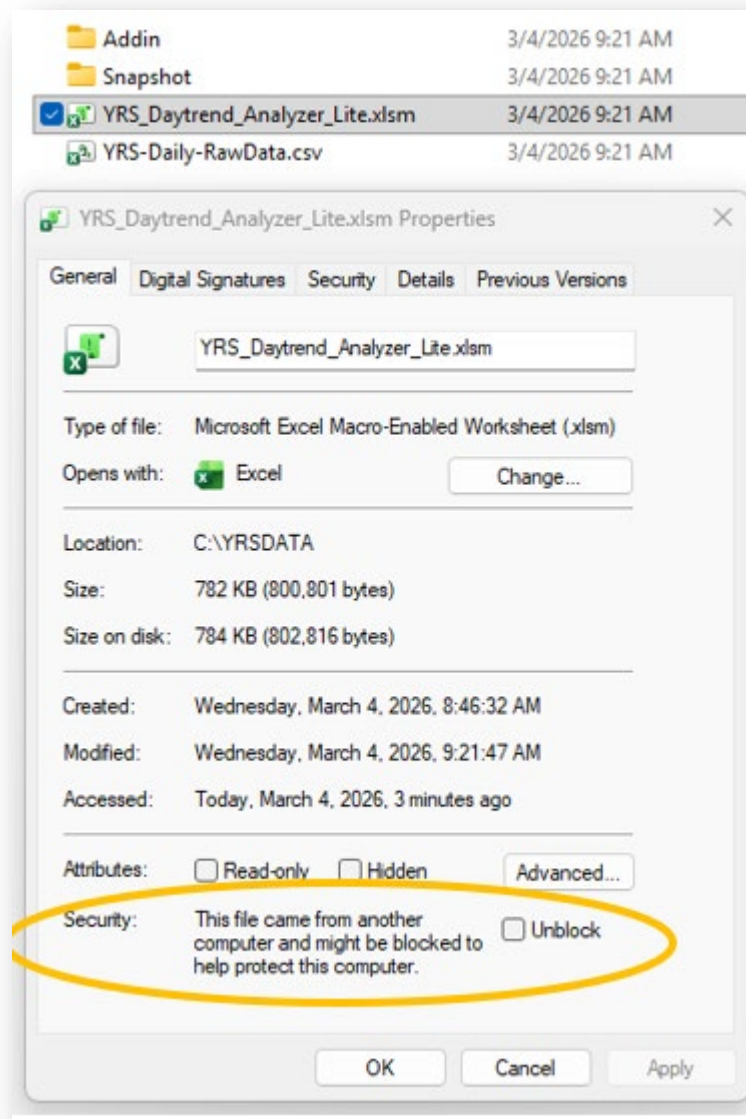 Addin 3/4/2026 9:21 AM
Snapshot 3/4/2026 9:21 AM
YRS_Daytrend_Analyzer_Lite.xlsm 3/4/2026 9:21 AM
YRS-Daily-RawData.csv 3/4/2026 9:21 AM
YRS_Daytrend_Analyzer_Lite.xlsm Properties
General Digital Signatures Security Details Previous Versions
YRS_Daytrend_Analyzer_Lite.xlsm
Type of file: Microsoft Excel Macro-Enabled Worksheet (.xlsm)
Opens with: Excel Change...
Location: C:\YRSDATA
Size: 782 KB (800,801 bytes)
Size on disk: 784 KB (802,816 bytes)
Created: Wednesday, March 4, 2026, 8:46:32 AM
Modified: Wednesday, March 4, 2026, 9:21:47 AM
Accessed: Today, March 4, 2026, 3 minutes ago
Attributes: Read-only Hidden Advanced...
Security: This file came from another
computer and might be blocked to Unblock
help protect this computer.
OK Cancel Apply